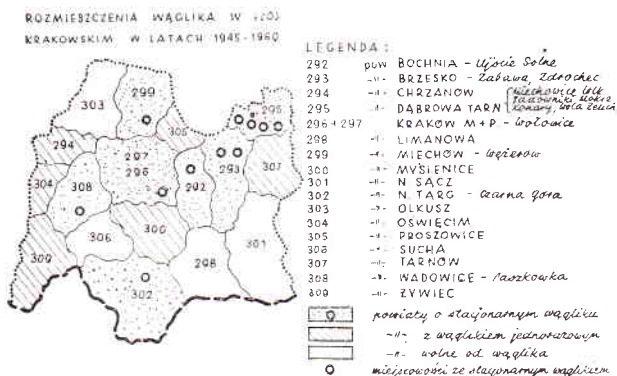 ROZMIESZCZENIA WĄGLIKA W WOJ.
KRAKOWSKIM W LATACH 1945-1960
LEGENDA:
292 pow BOCHNIA - Ujście Solne
293 -"- BRZESKO - Zabawa, Zdrochec
294 -"- CHRZANÓW
295 -"- DĄBROWA TARN
296+297 KRAKÓW M+P - Wołowice
298 -"- LIMANOWA
299 -"- MIECHÓW - Węzerów
300 -"- MYŚLENICE
301 -"- N. SĄCZ
302 -"- N. TARG - Czarna góra
303 -"- OLKUSZ
304 -"- OŚWIĘCIM
305 -"- PROSZOWICE
306 -"- SUCHA
307 -"- TARNÓW
308 -"- WADOWICE - Paszkówka
309 -"- ŻYWIEC
powiaty o stacjonarnym wągliku
-"- z wąglikiem jednorazowym
-"- wolne od wąglika
miejscowości ze stacjonarnym wąglikiem
303
299
295
305
294
297
296
293
307
304
308
292
306
300
309
298
301
302